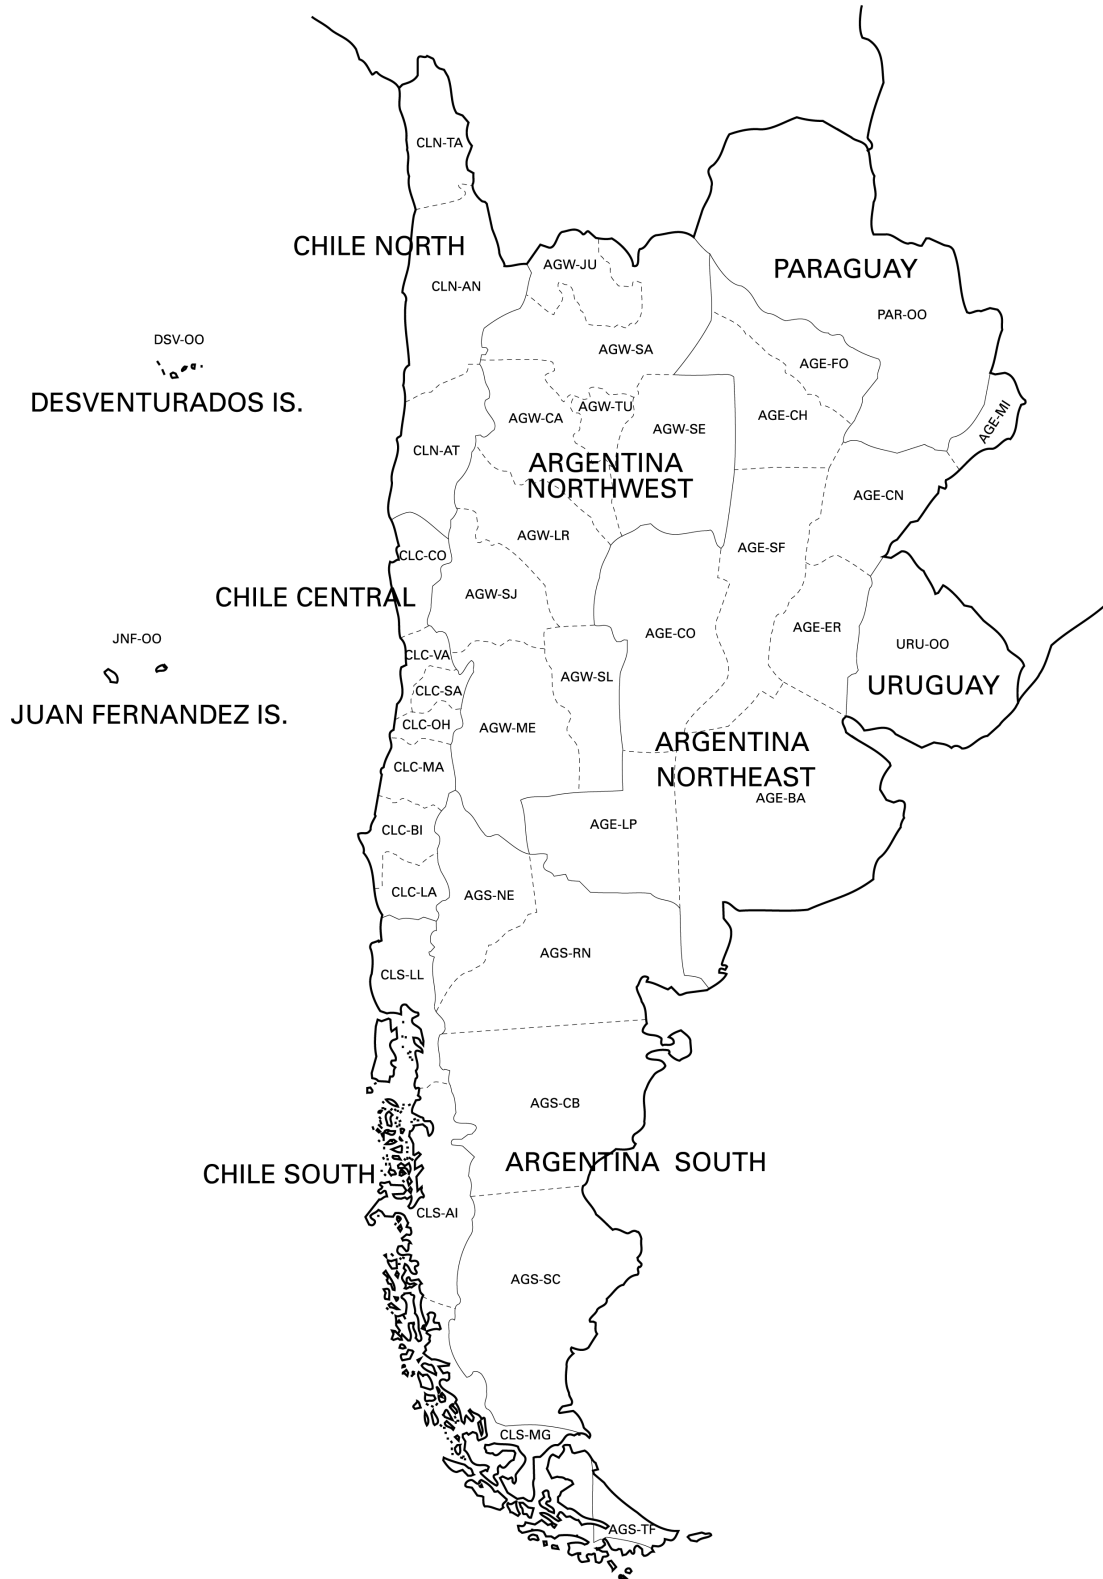 CLN-TA
CHILE NORTH
AGW-JU
PARAGUAY
CLN-AN
PAR-OO
DSV-OO
AGW-SA
AGE-FO
DESVENTURADOS IS.
AGW-TU
AGE-CH
AGW-CA
AGE-MI
AGW-SE
CLN-AT
ARGENTINA
NORTHWEST
AGE-CN
AGW-LR
AGE-SF
CLC-CO
AGW-SJ
CHILE CENTRAL
AGE-ER
AGE-CO
JNF-OO
URU-OO
CLC-VA
AGW-SL
URUGUAY
CLC-SA
JUAN FERNANDEZ IS.
CLC-OH
AGW-ME
ARGENTINA
NORTHEAST
CLC-MA
AGE-BA
AGE-LP
CLC-BI
CLC-LA
AGS-NE
AGS-RN
CLS-LL
AGS-CB
ARGENTINA SOUTH
CHILE SOUTH
CLS-AI
AGS-SC
CLS-MG
AGS-TF